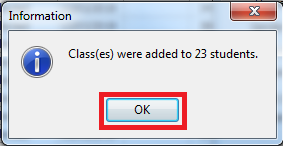 Information
Class(es) were added to 23 students.
OK